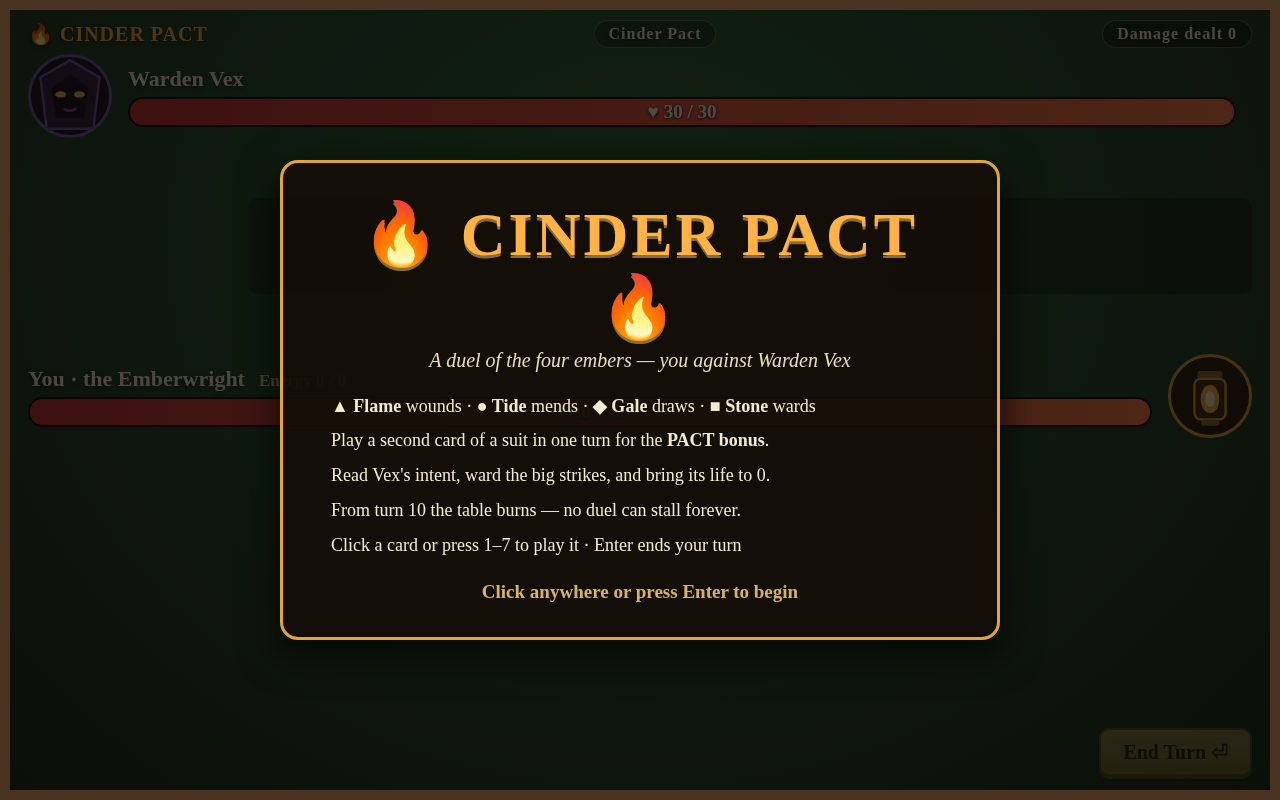 🔥 CINDER PACT
Cinder Pact
Damage dealt 0
Warden Vex
♥ 30 / 30
🔥 CINDER PACT 🔥
A duel of the four embers — you against Warden Vex
You · the Emberwright
Energy 0 / 0
▲ Flame wounds · ● Tide mends · ◆ Gale draws · ■ Stone wards
Play a second card of a suit in one turn for the PACT bonus.
Read Vex's intent, ward the big strikes, and bring its life to 0.
From turn 10 the table burns — no duel can stall forever.
Click a card or press 1–7 to play it · Enter ends your turn
Click anywhere or press Enter to begin
End Turn ⏎